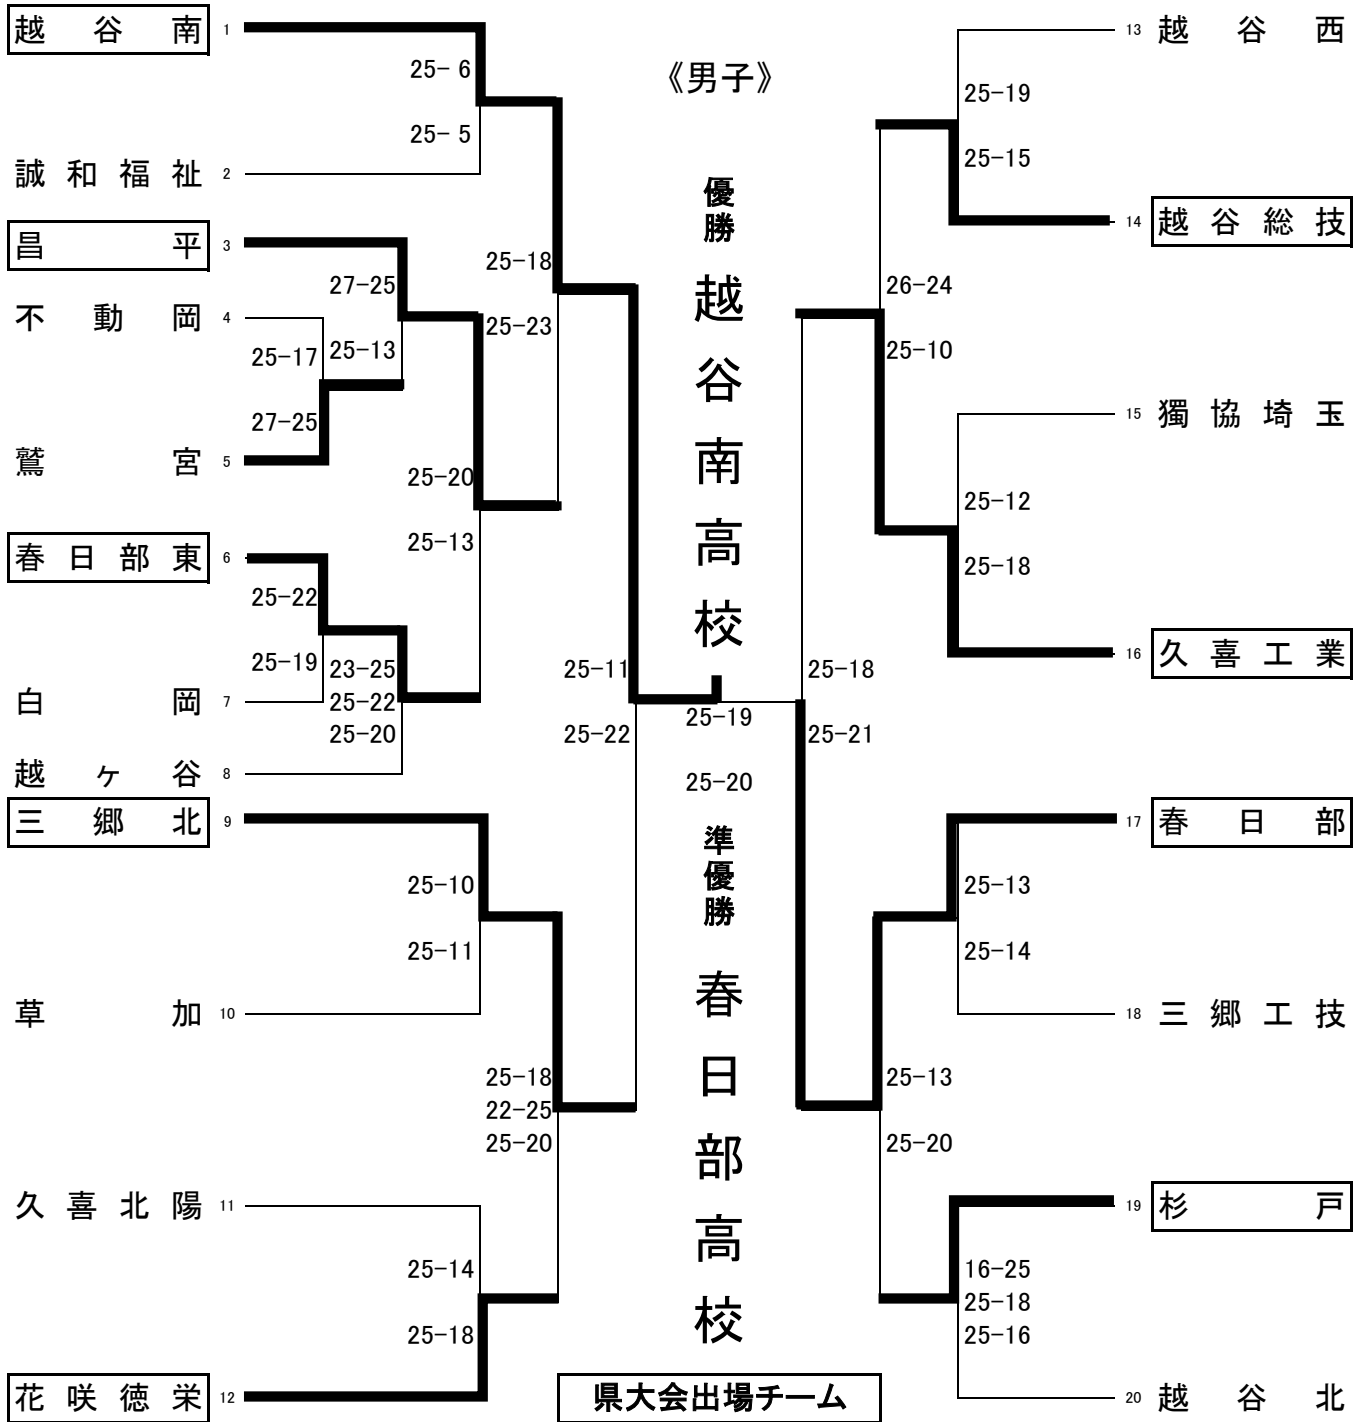 《男子》
越谷南 1
25- 6
25- 5
誠和福祉 2
昌平 3
27-25
25-13
不動岡 4
25-17
27-25
鷲宮 5
25-18
25-23
25-20
25-13
春日部東 6
25-22
25-19
白岡 7
23-25
25-22
25-20
越ヶ谷 8
25-11
25-22
三郷北 9
25-10
25-11
草加 10
25-18
22-25
25-20
久喜北陽 11
25-14
25-18
花咲徳栄 12
優勝
越谷南高校
25-19
25-20
準優勝
春日部高校
県大会出場チーム
13 越谷西
25-19
25-15
14 越谷総技
26-24
25-10
15 獨協埼玉
25-12
25-18
16 久喜工業
25-18
25-21
17 春日部
25-13
25-14
18 三郷工技
25-13
25-20
19 杉戸
16-25
25-18
25-16
20 越谷北